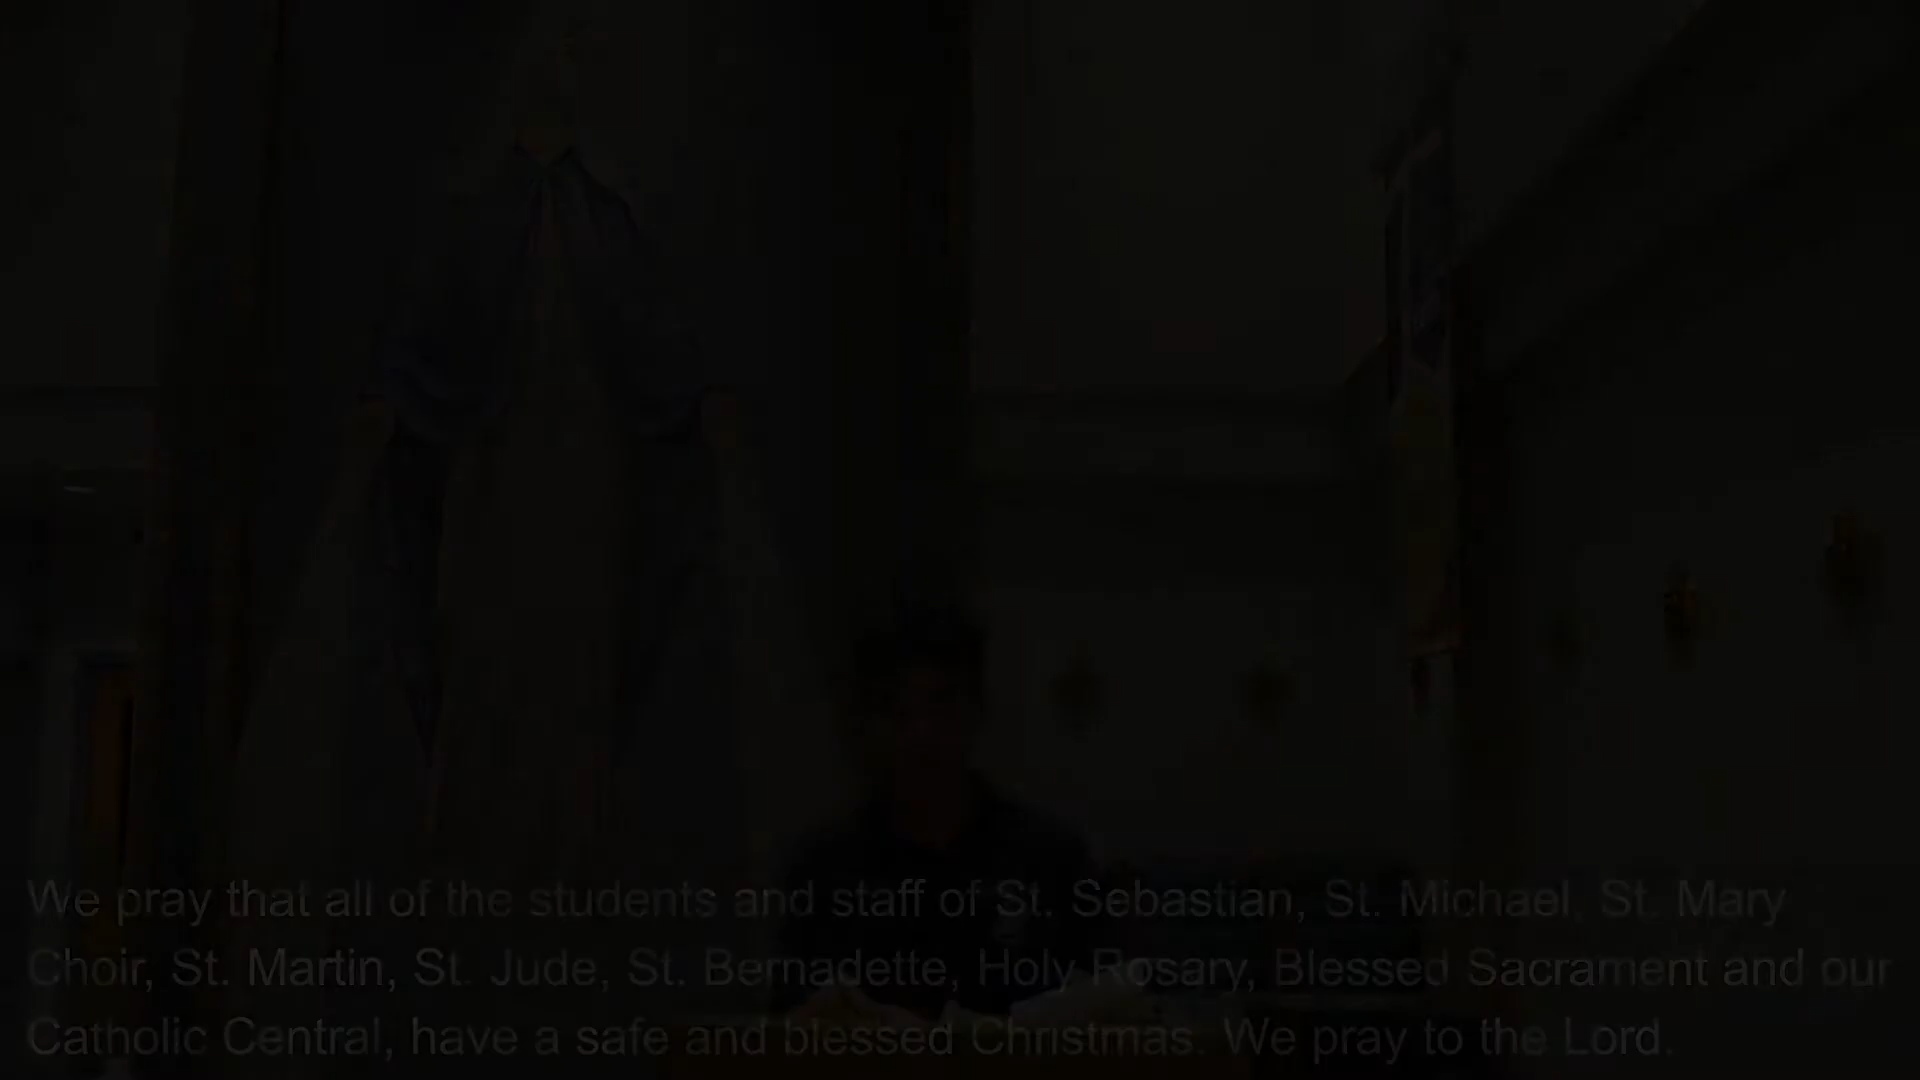 We pray that all of the students and staff of St. Sebastian, St. Michael, St. Mary
Choir, St. Martin, St. Jude, St. Bernadette, Holy Rosary, Blessed Sacrament and our
Catholic Central, have a safe and blessed Christmas. We pray to the Lord.